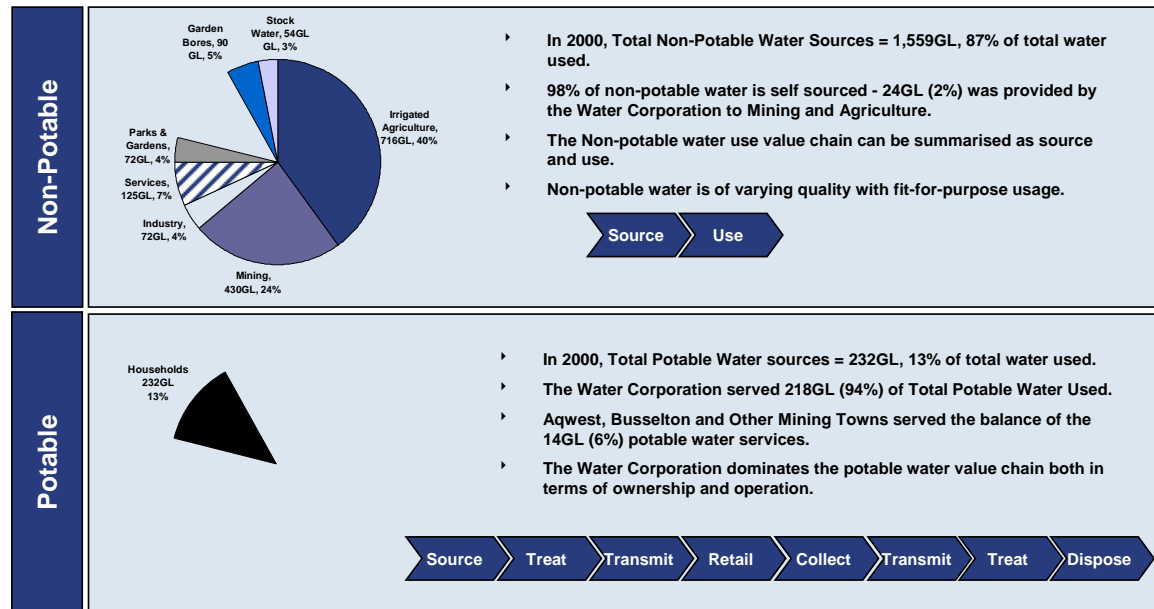 Non-Potable
Garden
Bores, 90
GL, 5%
Stock
Water, 54GL
GL, 3%
Irrigated
Agriculture,
716GL, 40%
Parks &
Gardens,
72GL, 4%
Services,
125GL, 7%
Industry,
72GL, 4%
Mining,
430GL, 24%
In 2000, Total Non-Potable Water Sources = 1,559GL, 87% of total water
used.
98% of non-potable water is self sourced - 24GL (2%) was provided by
the Water Corporation to Mining and Agriculture.
The Non-potable water use value chain can be summarised as source
and use.
Non-potable water is of varying quality with fit-for-purpose usage.
Source Use
Potable
Households
232GL
13%
In 2000, Total Potable Water sources = 232GL, 13% of total water used.
The Water Corporation served 218GL (94%) of Total Potable Water Used.
Aqwest, Busselton and Other Mining Towns served the balance of the
14GL (6%) potable water services.
The Water Corporation dominates the potable water value chain both in
terms of ownership and operation.
Source Treat Transmit Retail Collect Transmit Treat Dispose